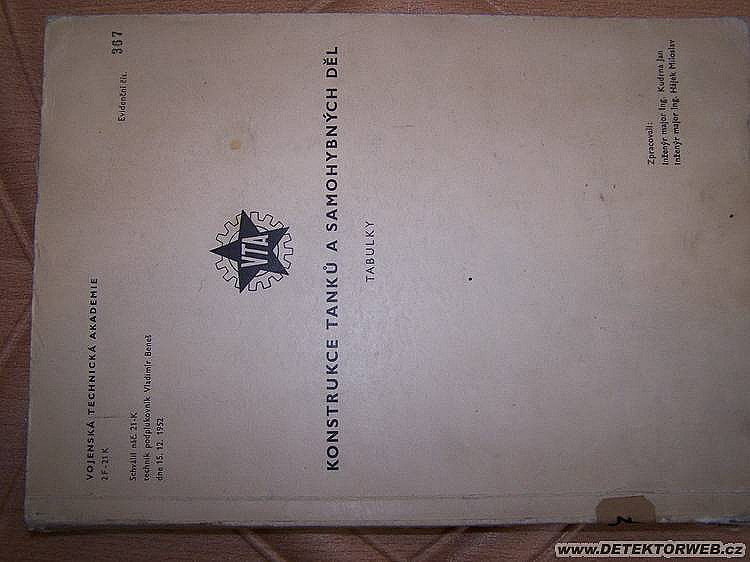 VOJENSKÁ TECHNICKÁ AKADEMIE
2 F - 21 K
Evidenční čís. 367
Schválil náč. 21-K
technik podplukovník Vladimír Beneš
dne 15. 12. 1952
VTA
KONSTRUKCE TANKŮ A SAMOHYBNÝCH DĚL
TABULKY
Zpracovali:
Inženýr major Ing. Kudrna Jan
Inženýr major Ing. Hájek Miloslav
www.DETEKTORWEB.cz